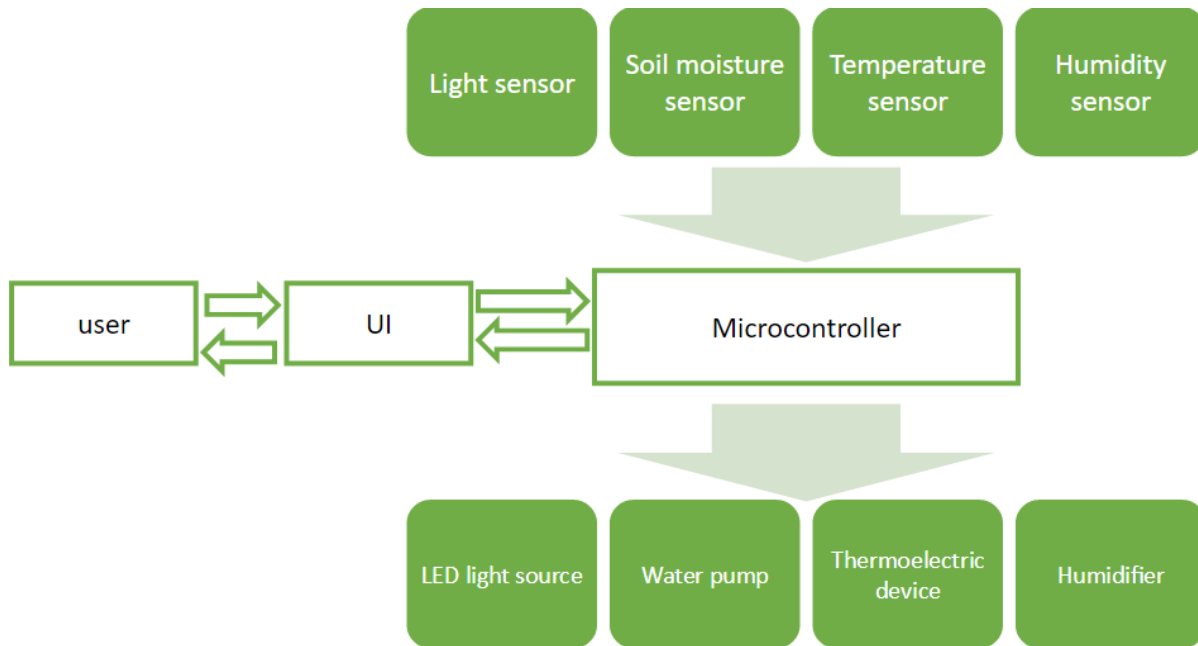 Light sensor
Soil moisture
sensor
Temperature
sensor
Humidity
sensor
user
UI
Microcontroller
LED light source
Water pump
Thermoelectric
device
Humidifier